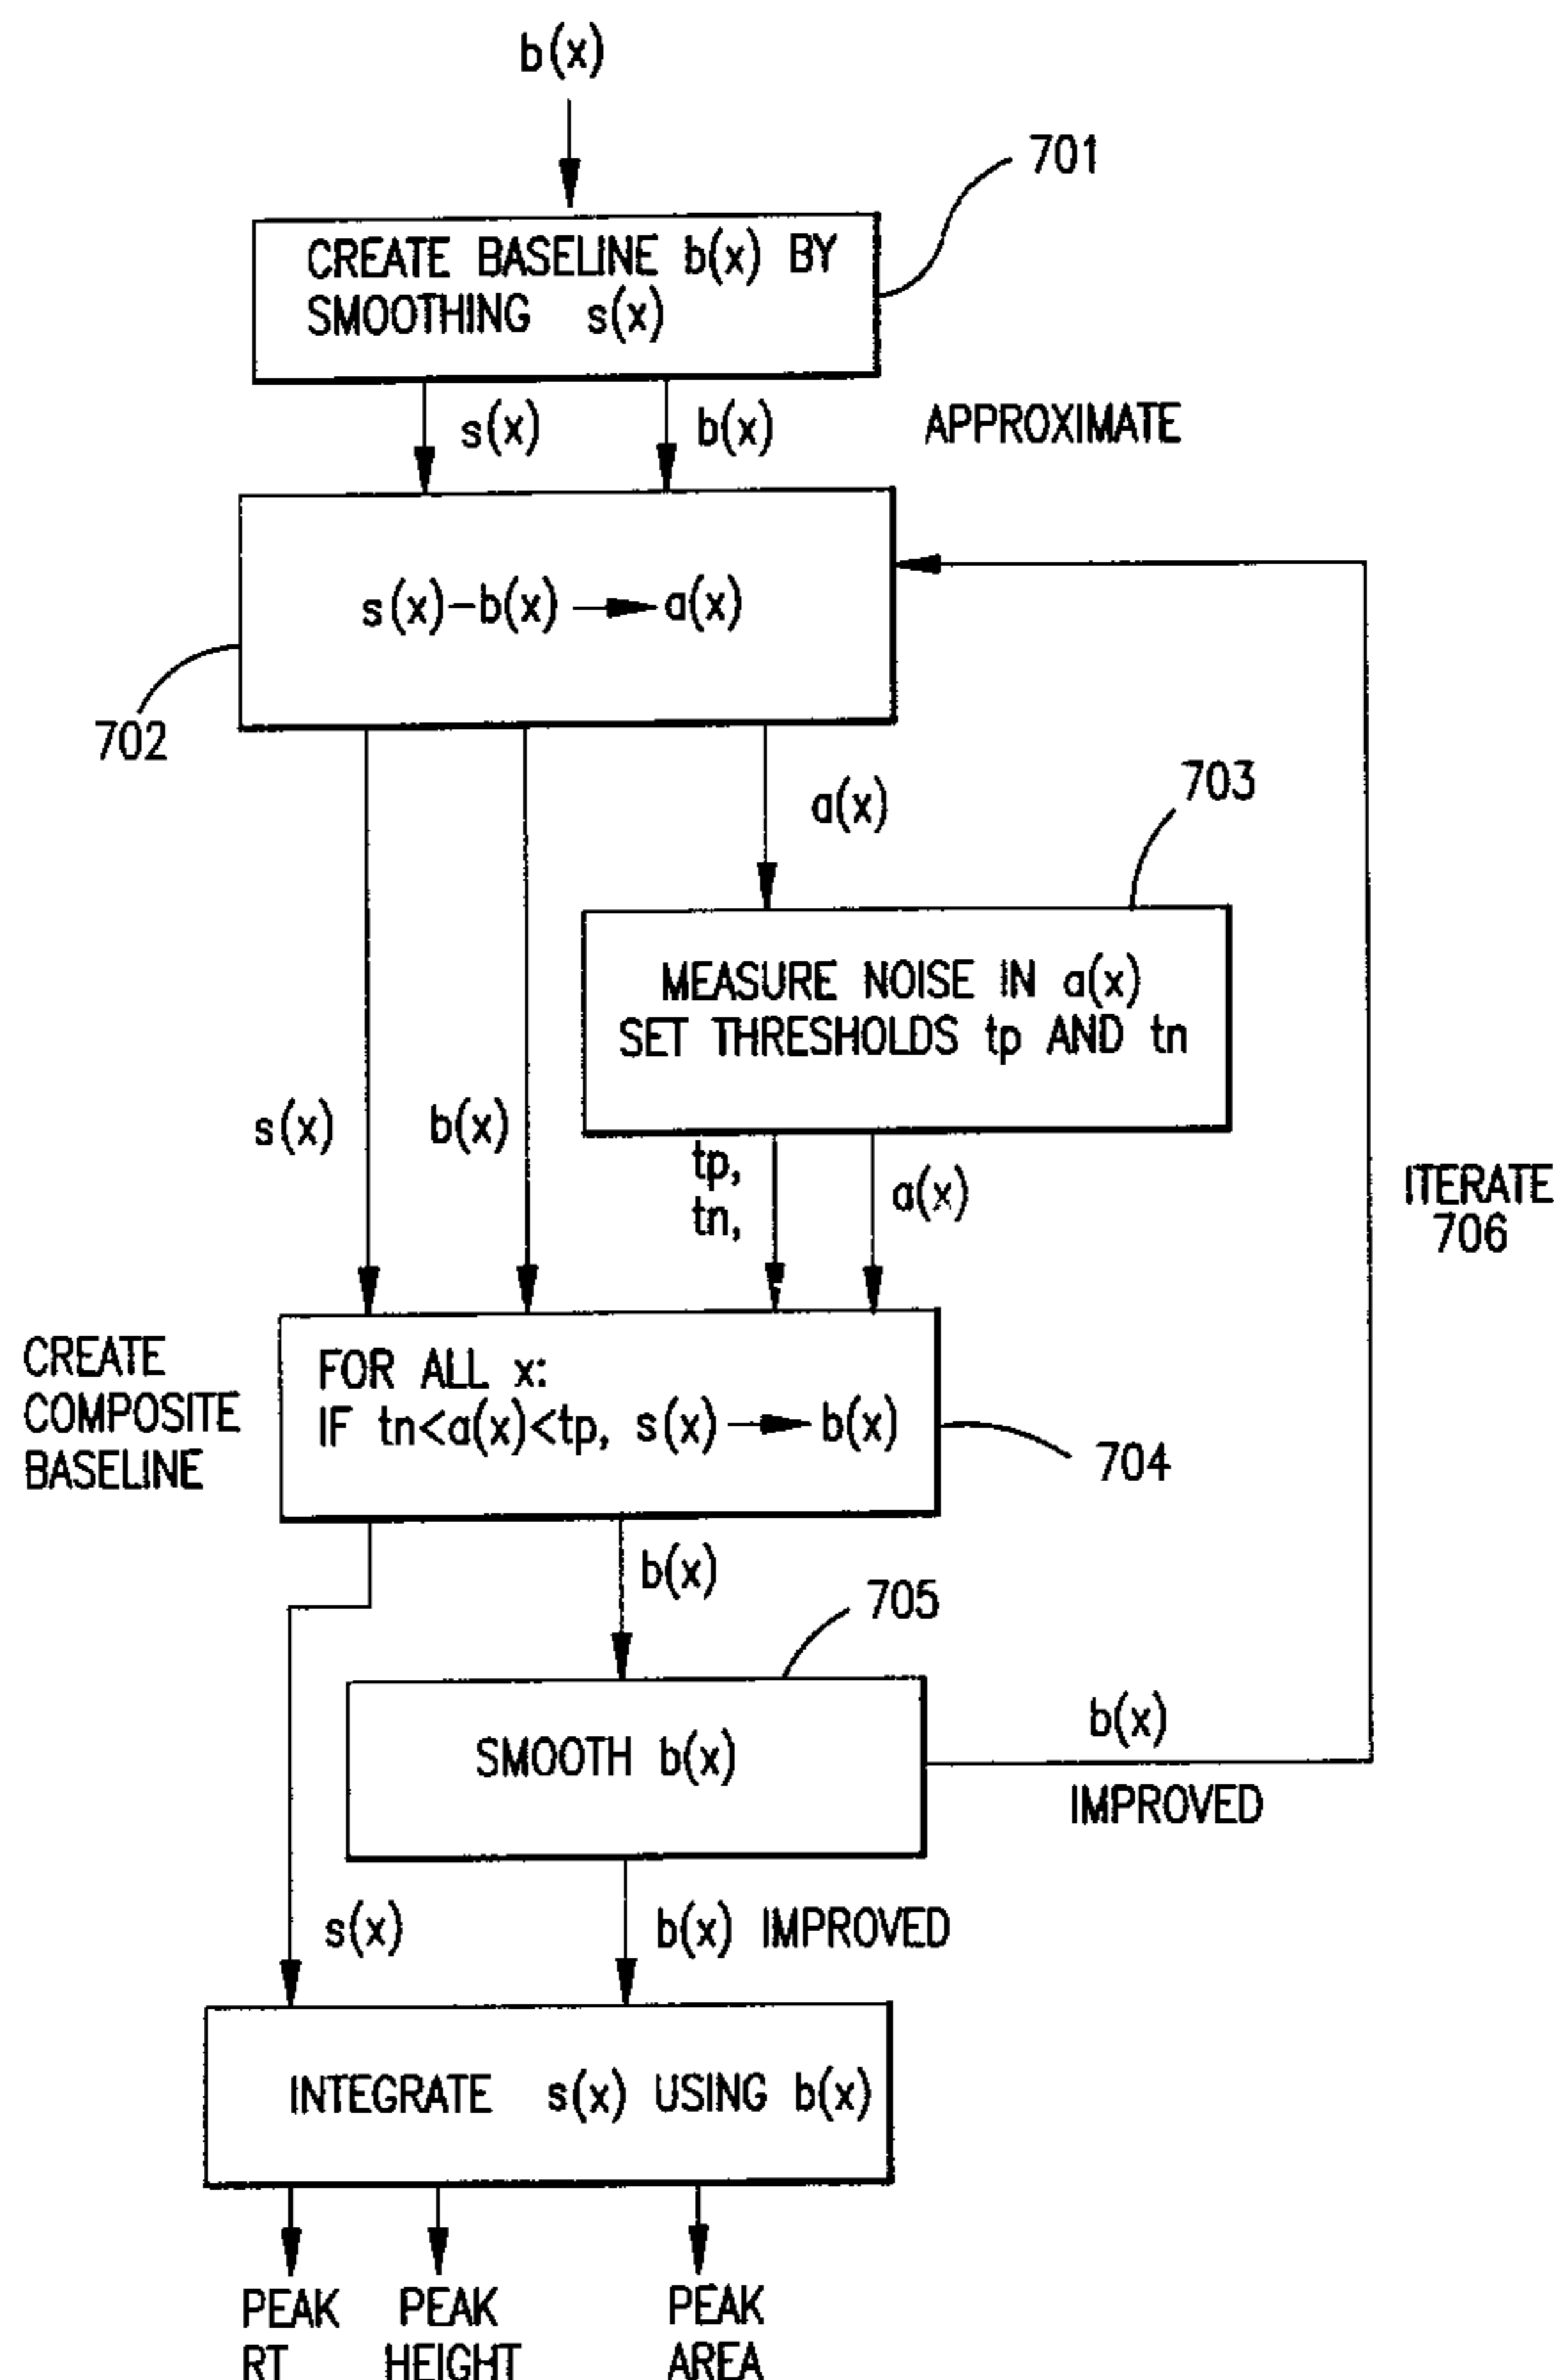 b(x)
701
CREATE BASELINE b(x) BY
SMOOTHING s(x)
s(x)
b(x)
APPROXIMATE
s(x)-b(x) → a(x)
702
a(x)
703
MEASURE NOISE IN a(x)
SET THRESHOLDS tp AND tn
s(x)
b(x)
tp,
tn,
a(x)
ITERATE
706
CREATE
COMPOSITE
BASELINE
FOR ALL x:
IF tn<a(x)<tp, s(x) → b(x)
704
b(x)
705
SMOOTH b(x)
b(x)
IMPROVED
s(x)
b(x) IMPROVED
INTEGRATE s(x) USING b(x)
PEAK
RT
PEAK
HEIGHT
PEAK
AREA